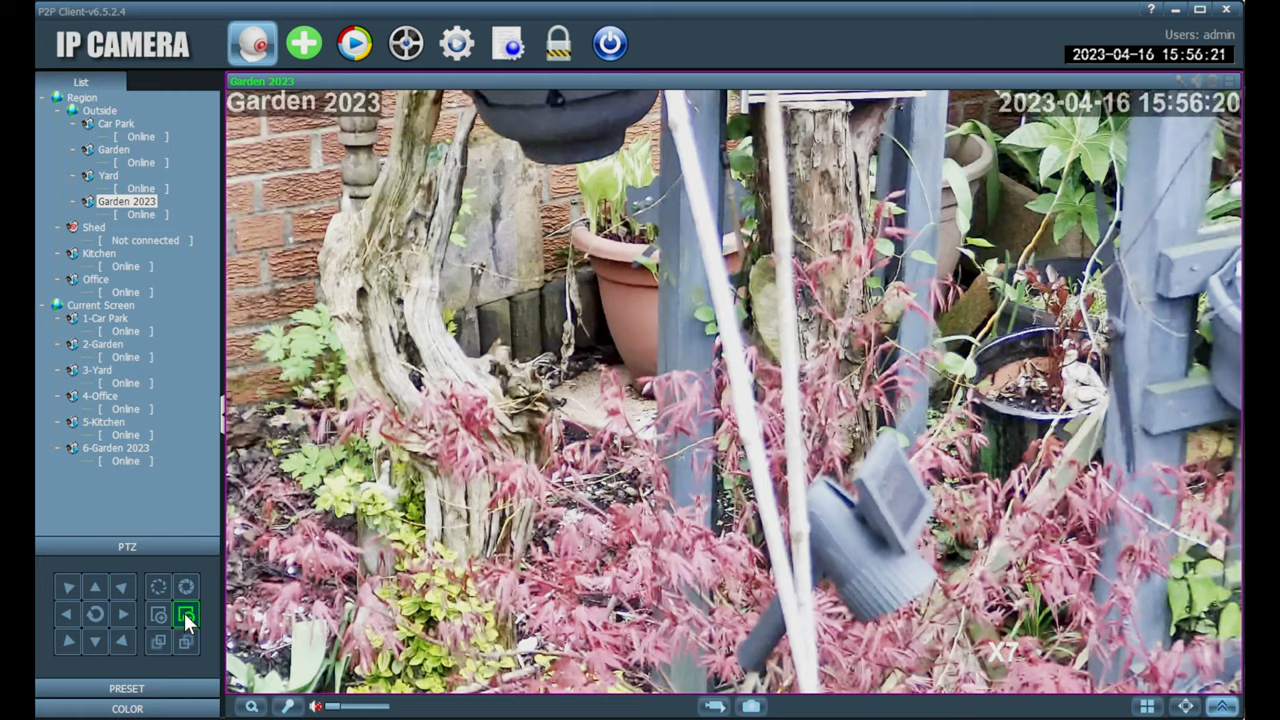 P2P Client-v6.5.2.4
IP CAMERA
Users: admin
2023-04-16 15:56:21
List
Region
Outside
Car Park
[ Online ]
Garden
[ Online ]
Yard
[ Online ]
Garden 2023
[ Online ]
Shed
[ Not connected ]
Kitchen
[ Online ]
Office
[ Online ]
Current Screen
1-Car Park
[ Online ]
2-Garden
[ Online ]
3-Yard
[ Online ]
4-Office
[ Online ]
5-Kitchen
[ Online ]
6-Garden 2023
[ Online ]
PTZ
PRESET
COLOR
Garden 2023
Garden 2023
2023-04-16 15:56:20
X7